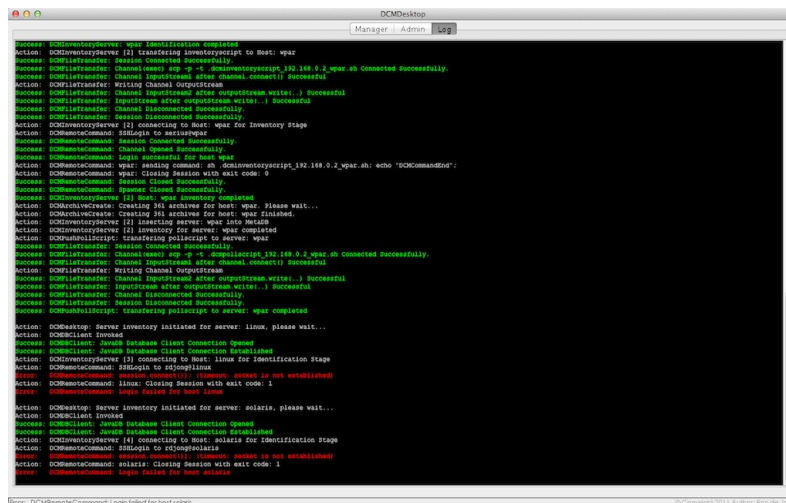 DCMDesktop
Manager Admin Log
Success: DCMInventoryServer: wpar Identification completed
Action: DCMInventoryServer [2] transfering inventoryscript to Host: wpar
Success: DCMFileTransfer: Session Connected Successfully.
Success: DCMFileTransfer: Channel(exec) scp -p -t .dcminventoryscript_192.168.0.2_wpar.sh Connected Successfully.
Success: DCMFileTransfer: Channel InputStream1 after channel.connect() Successful
Action: DCMFileTransfer: Writing Channel OutputStream
Success: DCMFileTransfer: Channel InputStream2 after outputStream.write(..) Successful
Success: DCMFileTransfer: InputStream after outputStream.write(..) Successful
Success: DCMFileTransfer: Channel Disconnected Successfully.
Success: DCMFileTransfer: Session Disconnected Successfully.
Action: DCMInventoryServer [2] connecting to Host: wpar for Inventory Stage
Action: DCMRemoteCommand: SSHLogin to xerius@wpar
Success: DCMRemoteCommand: Session Connected Successfully.
Success: DCMRemoteCommand: Channel Opened Successfully.
Success: DCMRemoteCommand: Login successful for host wpar
Action: DCMRemoteCommand: wpar: sending command: sh .dcminventoryscript_192.168.0.2_wpar.sh; echo "DCMCommandEnd";
Action: DCMRemoteCommand: wpar: Closing Session with exit code: 0
Success: DCMRemoteCommand: Session Closed Successfully.
Success: DCMRemoteCommand: Spawner Closed Successfully.
Success: DCMInventoryServer [2] Host: wpar inventory completed
Action: DCMArchiveCreate: Creating 361 archives for host: wpar. Please wait...
Action: DCMArchiveCreate: Creating 361 archives for host: wpar finished.
Action: DCMInventoryServer [2] inserting server: wpar into MetaDB
Action: DCMInventoryServer [2] inventory for server: wpar completed
Action: DCMPushPollScript: transfering pollscript to server: wpar
Success: DCMFileTransfer: Session Connected Successfully.
Success: DCMFileTransfer: Channel(exec) scp -p -t .dcmpollscript_192.168.0.2_wpar.sh Connected Successfully.
Success: DCMFileTransfer: Channel InputStream1 after channel.connect() Successful
Action: DCMFileTransfer: Writing Channel OutputStream
Success: DCMFileTransfer: Channel InputStream2 after outputStream.write(..) Successful
Success: DCMFileTransfer: InputStream after outputStream.write(..) Successful
Success: DCMFileTransfer: Channel Disconnected Successfully.
Success: DCMFileTransfer: Session Disconnected Successfully.
Success: DCMPushPollScript: transfering pollscript to server: wpar completed
Action: DCMDesktop: Server inventory initiated for server: linux, please wait...
Action: DCMDBClient Invoked
Success: DCMDBClient: JavaDB Database Client Connection Opened
Success: DCMDBClient: JavaDB Database Client Connection Established
Action: DCMInventoryServer [3] connecting to Host: linux for Identification Stage
Action: DCMRemoteCommand: SSHLogin to rdjong@linux
Error: DCMRemoteCommand: session.connect(); (timeout: socket is not established)
Action: DCMRemoteCommand: linux: Closing Session with exit code: 1
Error: DCMRemoteCommand: Login failed for host linux
Action: DCMDesktop: Server inventory initiated for server: solaris, please wait...
Action: DCMDBClient Invoked
Success: DCMDBClient: JavaDB Database Client Connection Opened
Success: DCMDBClient: JavaDB Database Client Connection Established
Action: DCMInventoryServer [4] connecting to Host: solaris for Identification Stage
Action: DCMRemoteCommand: SSHLogin to rdjong@solaris
Error: DCMRemoteCommand: session.connect(); (timeout: socket is not established)
Action: DCMRemoteCommand: solaris: Closing Session with exit code: 1
Error: DCMRemoteCommand: Login failed for host solaris
Error: DCMRemoteCommand: Login failed for host solaris
© Copyright 2011 Author: Rob de